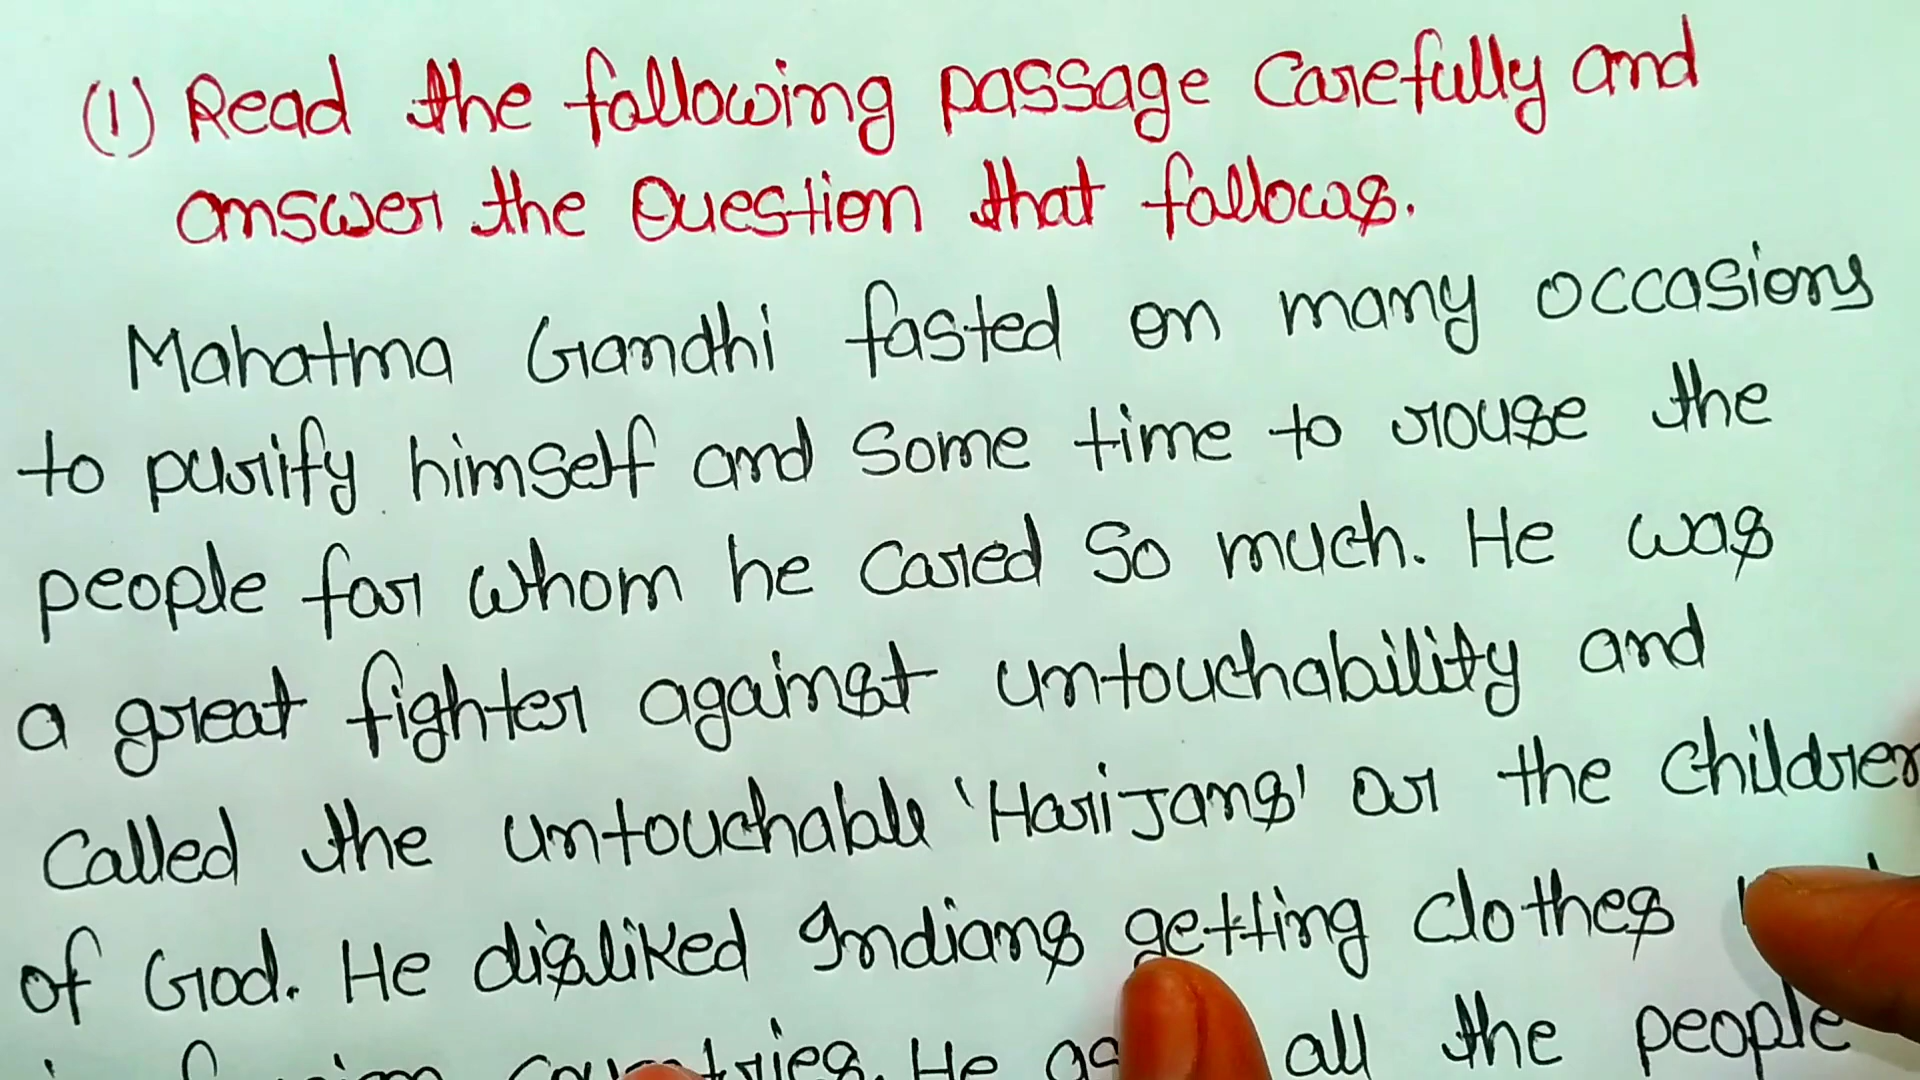 (1) Read the following passage Carefully and
answer the Question that follows.
Mahatma Gandhi fasted on many occasions
to purify himself and Some time to rouse the
people for whom he Cared So much. He was
a great fighter against untouchability and
Called the untouchable 'Harijans' or the children
of God. He disliked Indians getting clothes
countries. He all the people